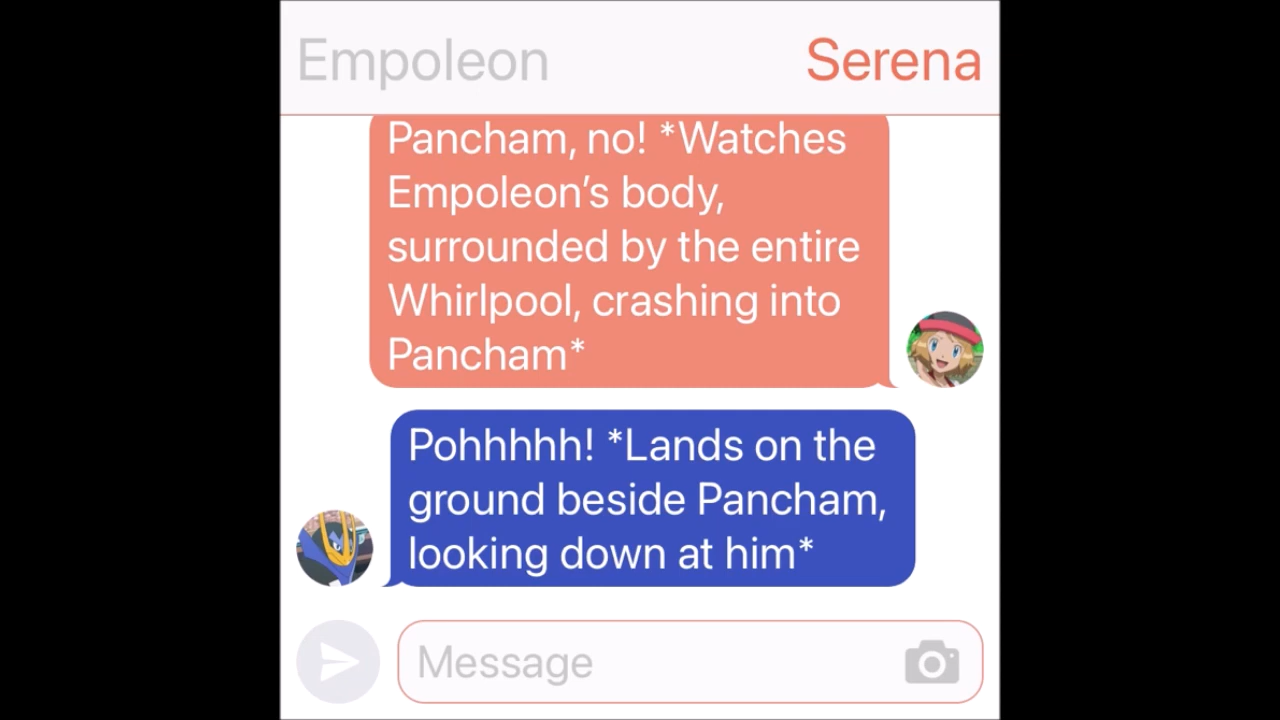 Empoleon
Serena
Pancham, no! *Watches
Empoleon’s body,
surrounded by the entire
Whirlpool, crashing into
Pancham*
Pohhhhh! *Lands on the
ground beside Pancham,
looking down at him*
Message